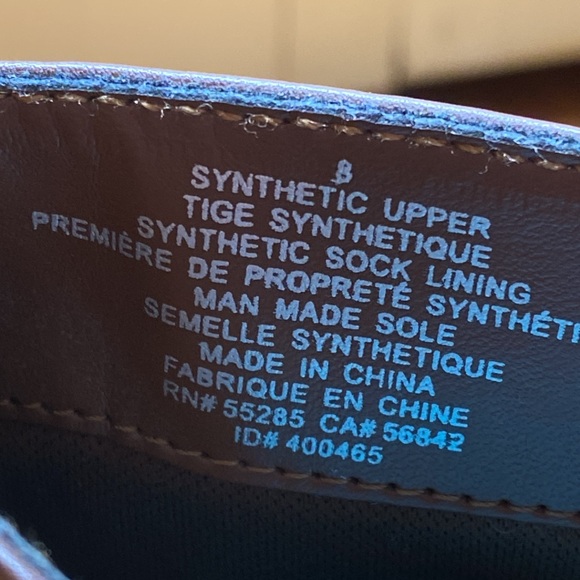 8
SYNTHETIC UPPER
TIGE SYNTHETIQUE
SYNTHETIC SOCK LINING
PREMIÈRE DE PROPRETÉ SYNTHÉTI
MAN MADE SOLE
SEMELLE SYNTHETIQUE
MADE IN CHINA
FABRIQUE EN CHINE
RN# 55285 CA# 56842
ID# 400465